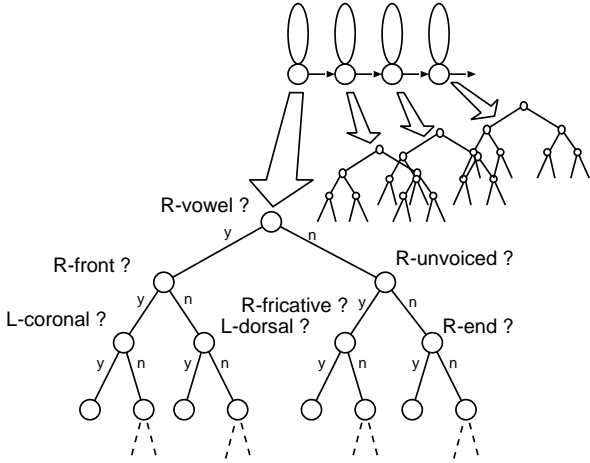 R-vowel ?
y n
R-front ?
R-unvoiced ?
y n
R-fricative ?
y n
L-coronal ?
L-dorsal ?
R-end ?
y n y n y n y n